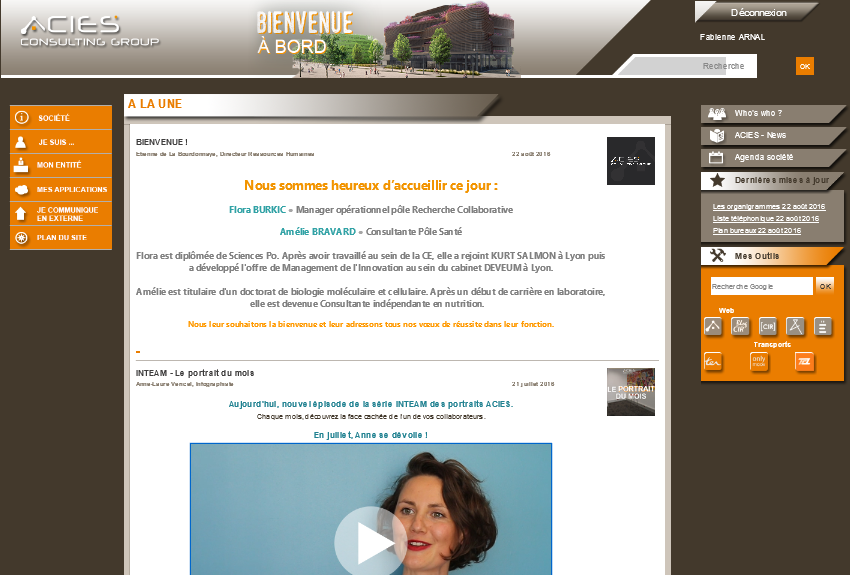 ACIES
CONSULTING GROUP
BIENVENUE
À BORD
Déconnexion
Fabienne ARNAL
Recherche
OK
SOCIÉTÉ
JE SUIS ...
MON ENTITÉ
MES APPLICATIONS
JE COMMUNIQUE
EN EXTERNE
PLAN DU SITE
A LA UNE
BIENVENUE !
Etienne de La Bourdonnaye, Directeur Ressources Humaines
22 août 2016
Nous sommes heureux d'accueillir ce jour :
Flora BURKIC » Manager opérationnel pôle Recherche Collaborative
Amélie BRAVARD » Consultante Pôle Santé
Flora est diplômée de Sciences Po. Après avoir travaillé au sein de la CE, elle a rejoint KURT SALMON à Lyon puis
a développé l'offre de Management de l'Innovation au sein du cabinet DEVEUM à Lyon.
Amélie est titulaire d'un doctorat de biologie moléculaire et cellulaire. Après un début de carrière en laboratoire,
elle est devenue Consultante indépendante en nutrition.
Nous leur souhaitons la bienvenue et leur adressons tous nos vœux de réussite dans leur fonction.
INTEAM - Le portrait du mois
Anne-Laure Vencel, Infographiste
21 juillet 2016
LE PORTRAIT
DU MOIS
Aujourd'hui, nouvel épisode de la série INTEAM des portraits ACIES.
Chaque mois, découvrez la face cachée de l'un de vos collaborateurs.
En juillet, Anne se dévoile !
Who's who ?
ACIES - News
Agenda société
Dernières mises à jour
Les organigrammes 22 août 2016
Liste téléphonique 22 août 2016
Plan bureaux 22 août 2016
Mes Outils
Recherche Google
OK
Web
CIR
Transports
ter
only